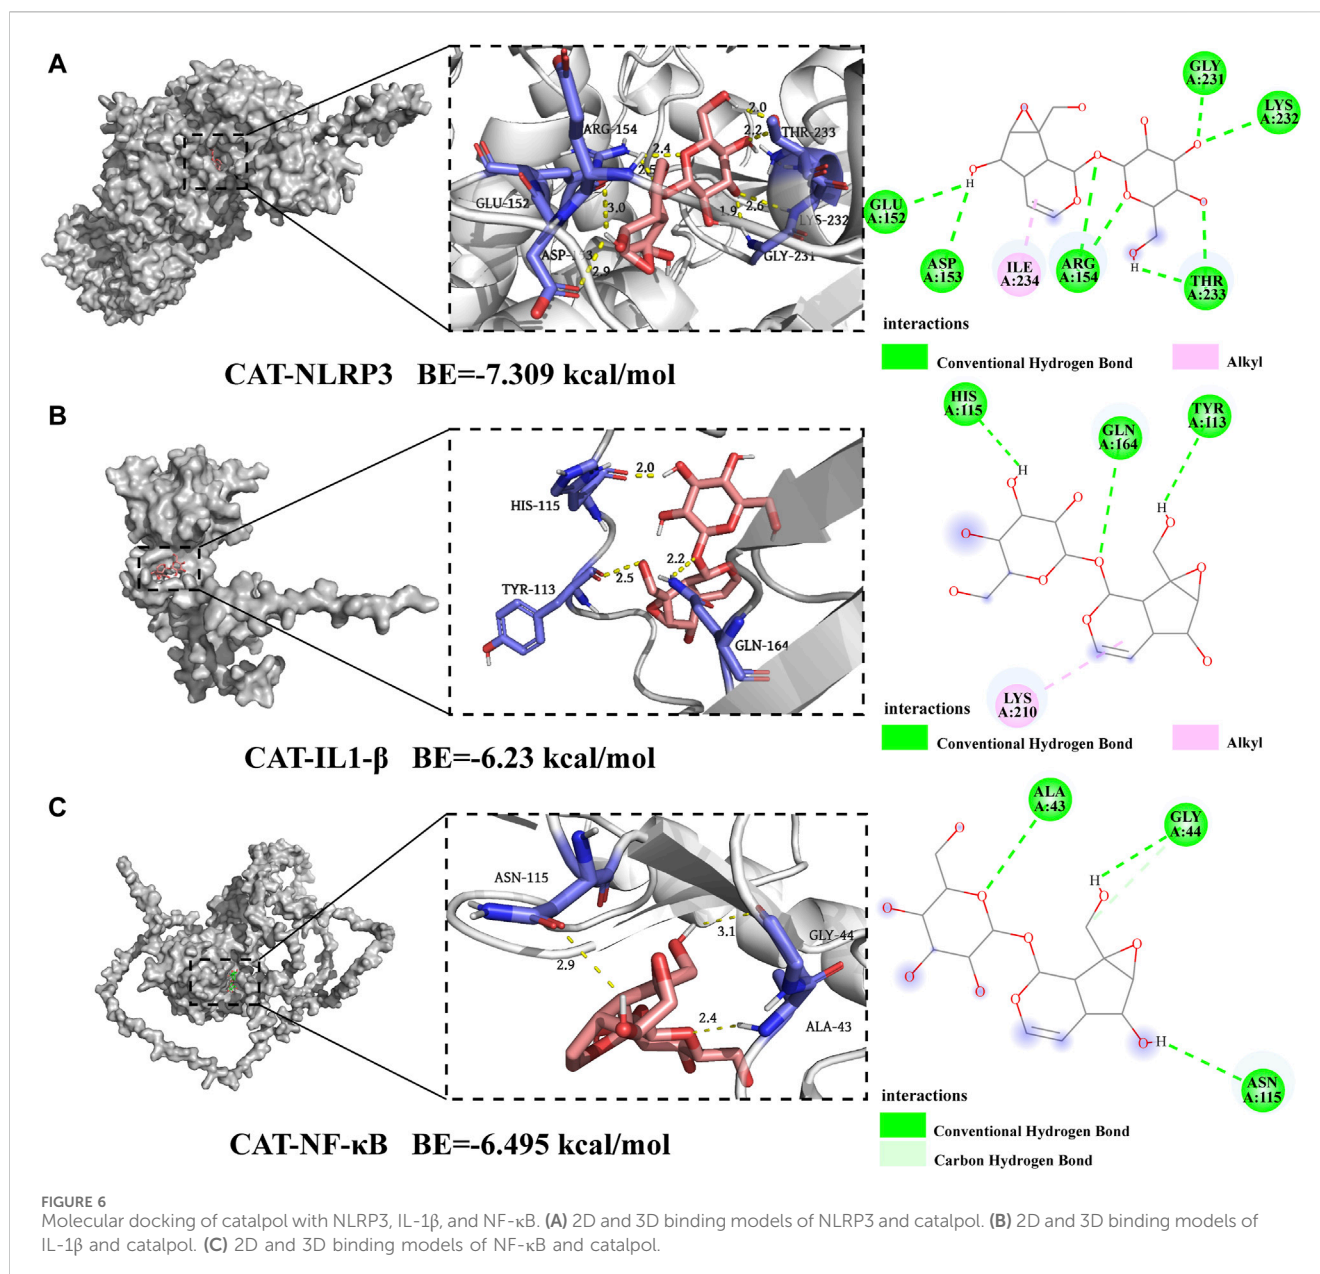 A
ARG-154
2.0
2.2
THR-233
2.4
2.5
GLU-152
3.0
1.9
2.6
LYS-232
ASP-153
GLY-231
2.9
GLY
A:231
LYS
A:232
O
O
H
GLU
A:152
ASP
A:153
ILE
A:234
ARG
A:154
THR
A:233
interactions
Conventional Hydrogen Bond
Alkyl
CAT-NLRP3 BE=-7.309 kcal/mol
B
HIS-115
2.0
TYR-113
2.5
2.2
GLN-164
HIS
A:115
GLN
A:164
TYR
A:113
H
O
H
O
LYS
A:210
interactions
Conventional Hydrogen Bond
Alkyl
CAT-IL1-β BE=-6.23 kcal/mol
C
ASN-115
3.1
GLY-44
2.9
2.4
ALA-43
ALA
A:43
GLY
A:44
H
O
O
O H
ASN
A:115
interactions
Conventional Hydrogen Bond
Carbon Hydrogen Bond
CAT-NF-κB BE=-6.495 kcal/mol
FIGURE 6
Molecular docking of catalpol with NLRP3, IL-1β, and NF-κB. (A) 2D and 3D binding models of NLRP3 and catalpol. (B) 2D and 3D binding models of
IL-1β and catalpol. (C) 2D and 3D binding models of NF-κB and catalpol.